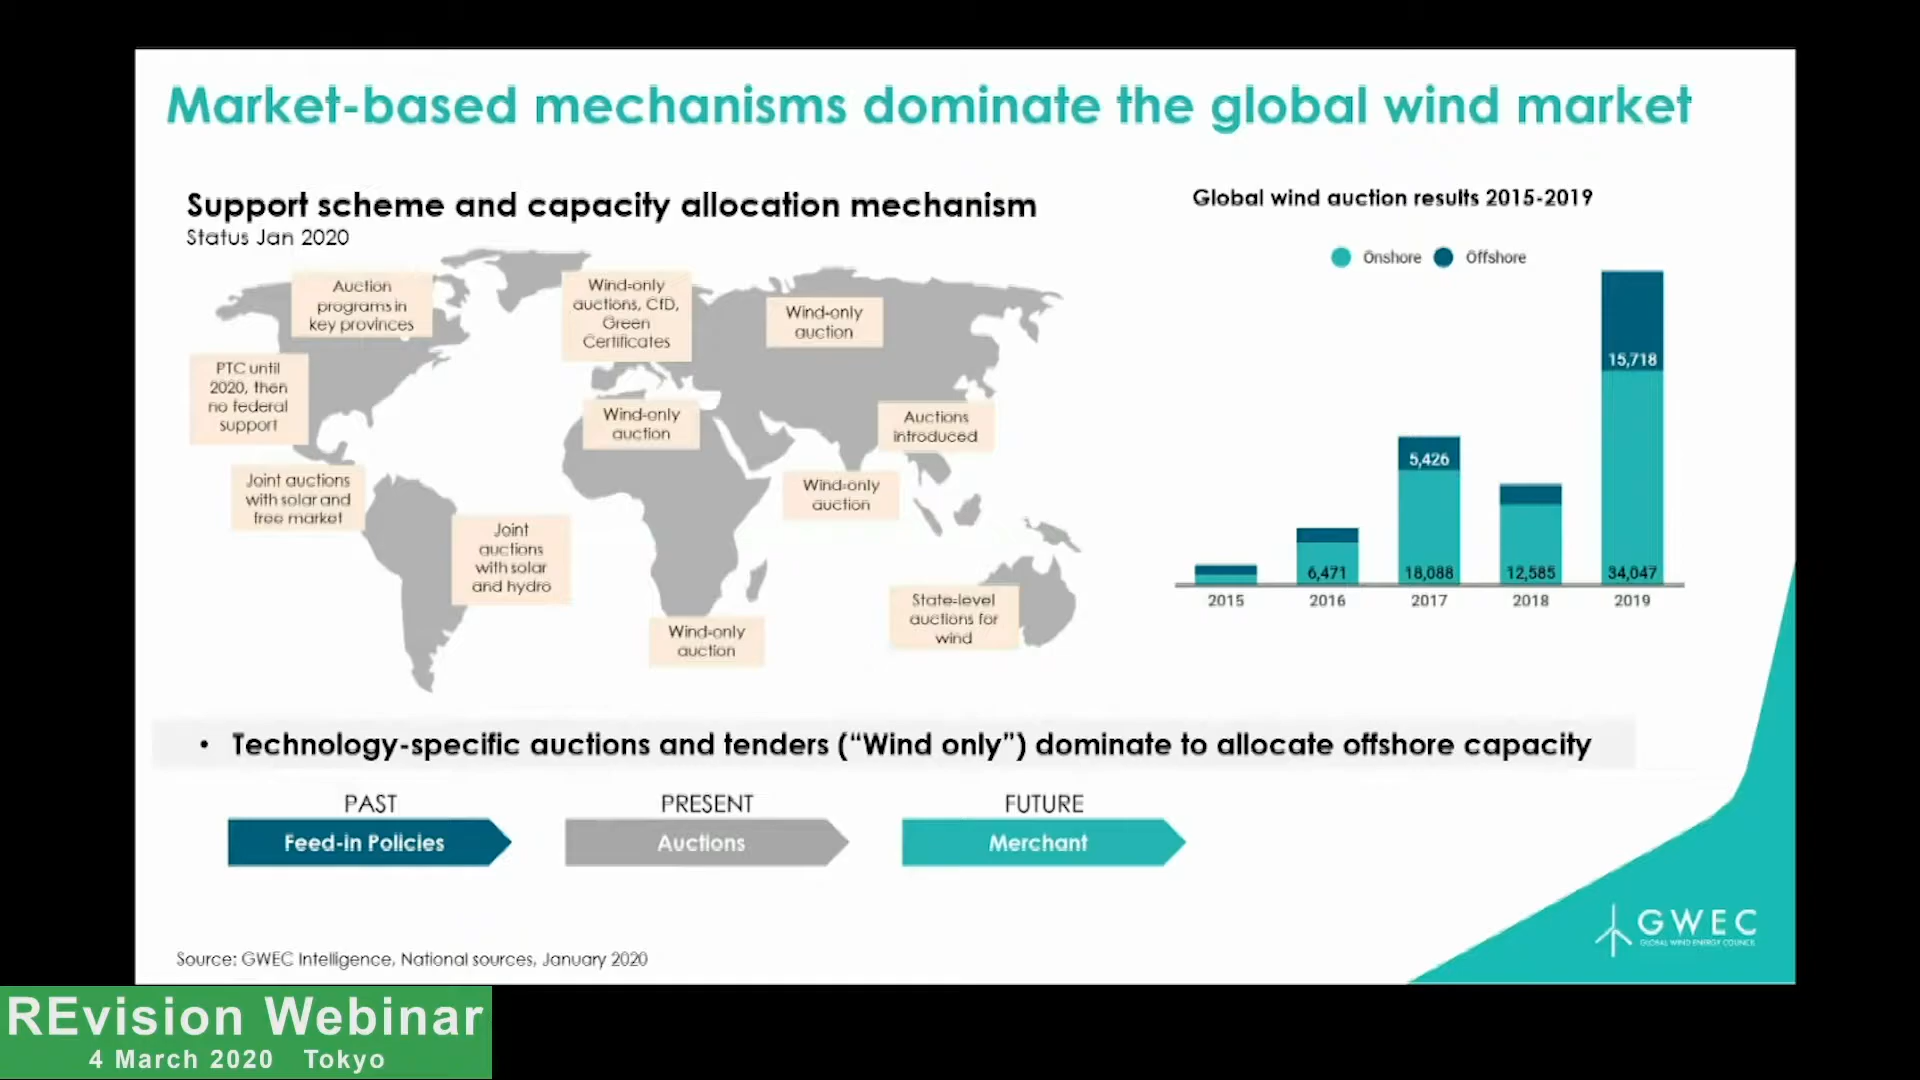 Market-based mechanisms dominate the global wind market
Support scheme and capacity allocation mechanism
Status Jan 2020
Auction
programs in
key provinces
Wind-only
auctions, CfD,
Green
Certificates
Wind-only
auction
PTC until
2020, then
no federal
support
Wind-only
auction
Auctions
introduced
Joint auctions
with solar and
free market
Wind-only
auction
Joint
auctions
with solar
and hydro
State-level
auctions for
wind
Wind-only
auction
Global wind auction results 2015-2019
Onshore Offshore
15,718
5,426
6,471 18,088 12,585 34,047
2015 2016 2017 2018 2019
• Technology-specific auctions and tenders (“Wind only”) dominate to allocate offshore capacity
PAST PRESENT FUTURE
Feed-in Policies Auctions Merchant
GWEC
GLOBAL WIND ENERGY COUNCIL
Source: GWEC Intelligence, National sources, January 2020
REvision Webinar
4 March 2020 Tokyo